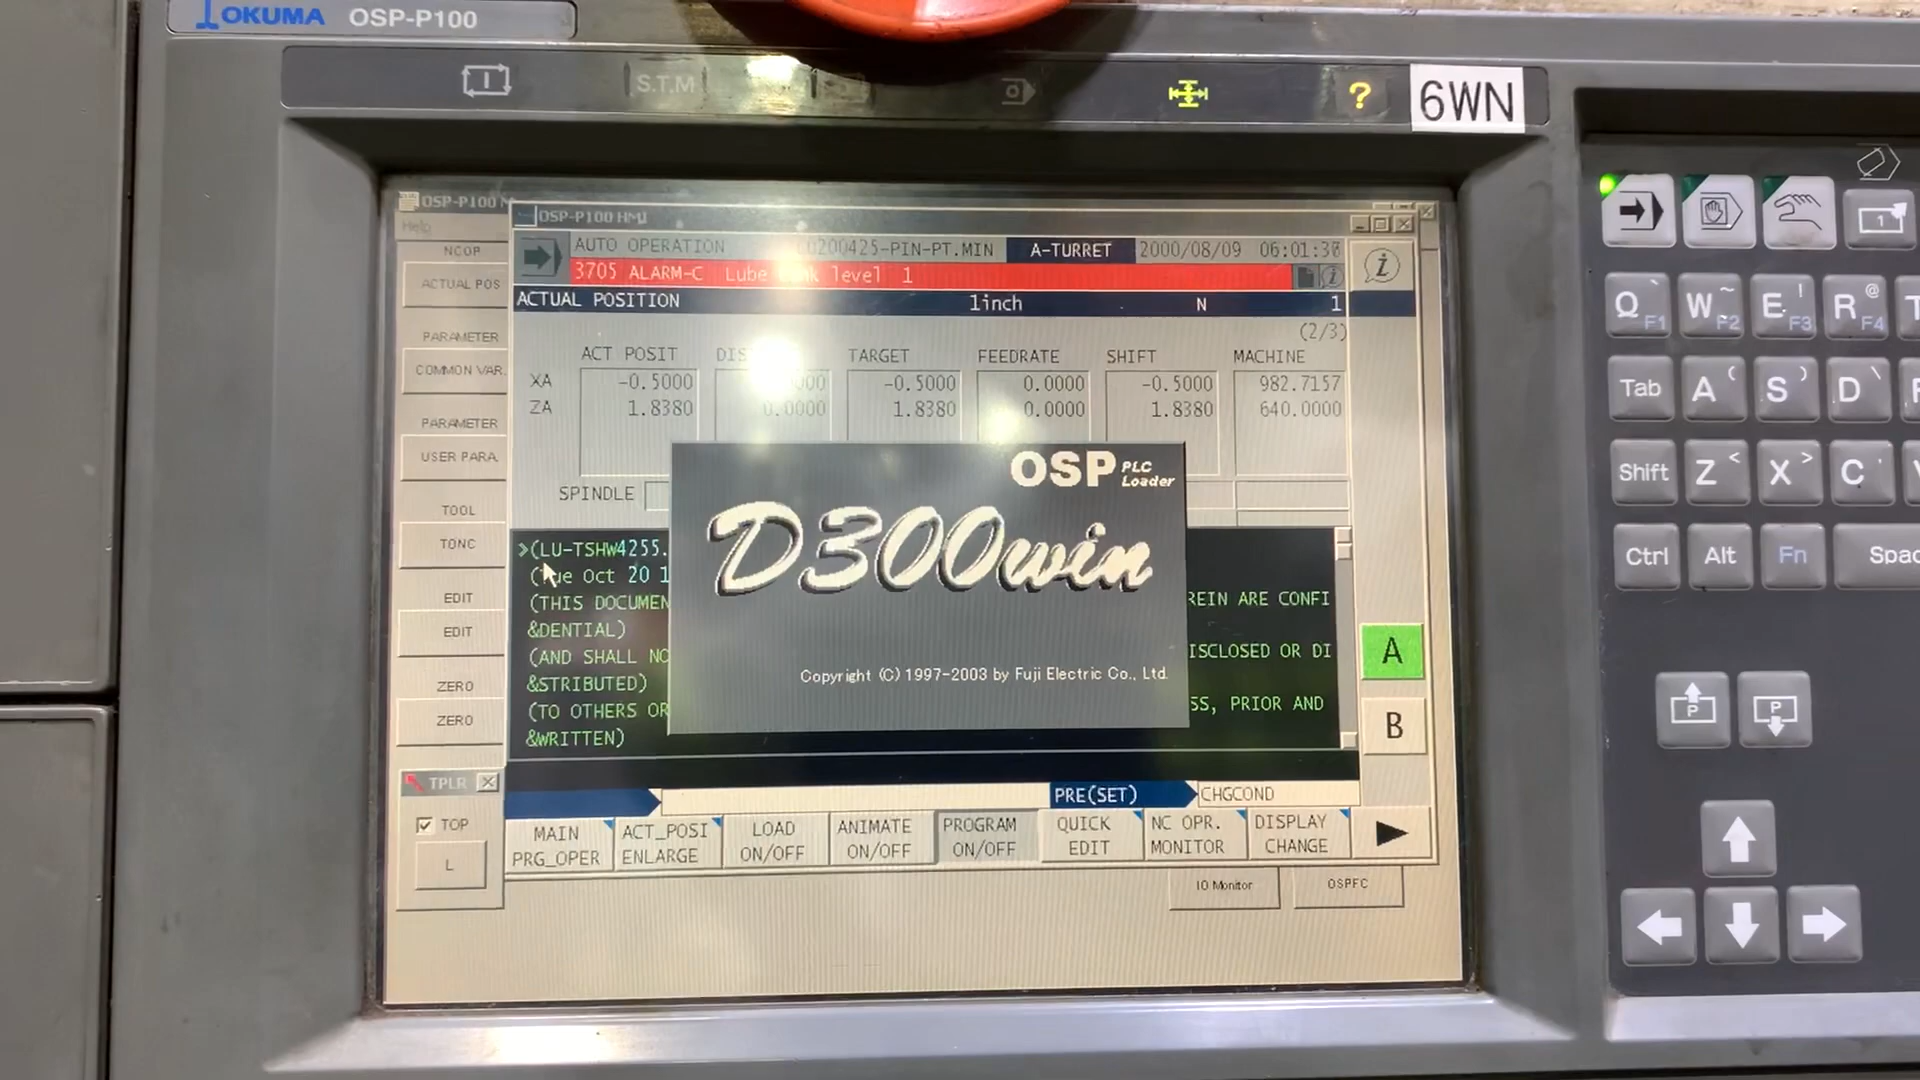 OKUMA OSP-P100
S.T.M
?
6WN
OSP-P100
OSP-P100 HMI
Help
NCOP
ACTUAL POS
PARAMETER
COMMON VAR.
PARAMETER
USER PARA.
TOOL
TONC
EDIT
EDIT
ZERO
ZERO
TPLR
TOP
L
AUTO OPERATION 200425-PIN-PT.MIN A-TURRET 2000/08/09 06:01:36
3705 ALARM-C Lube level 1
ACTUAL POSITION 1inch N 1
(2/3)
ACT POSIT TARGET FEEDRATE SHIFT MACHINE
XA -0.5000 -0.5000 0.0000 -0.5000 982.7157
ZA 1.8380 0.0000 1.8380 0.0000 1.8380 640.0000
SPINDLE
OSP PLC Loader
D300win
Copyright (C) 1997-2003 by Fuji Electric Co., Ltd.
>(LU-TSHW4255.
(Tue Oct 20 1
(THIS DOCUMEN REIN ARE CONFI
&DENTIAL)
(AND SHALL NO ISCLOSED OR DI
&STRIBUTED)
(TO OTHERS OR SS, PRIOR AND
&WRITTEN)
A
B
PRE(SET) CHGCOND
MAIN PRG_OPER
ACT_POSI ENLARGE
LOAD ON/OFF
ANIMATE ON/OFF
PROGRAM ON/OFF
QUICK EDIT
NC OPR. MONITOR
DISPLAY CHANGE
IO Monitor
OSPFC
1
Q ` F1 W ~ F2 E ! F3 R @ F4
Tab A ( S ) D \
Shift Z < X > C '
Ctrl Alt Fn Spac
P P